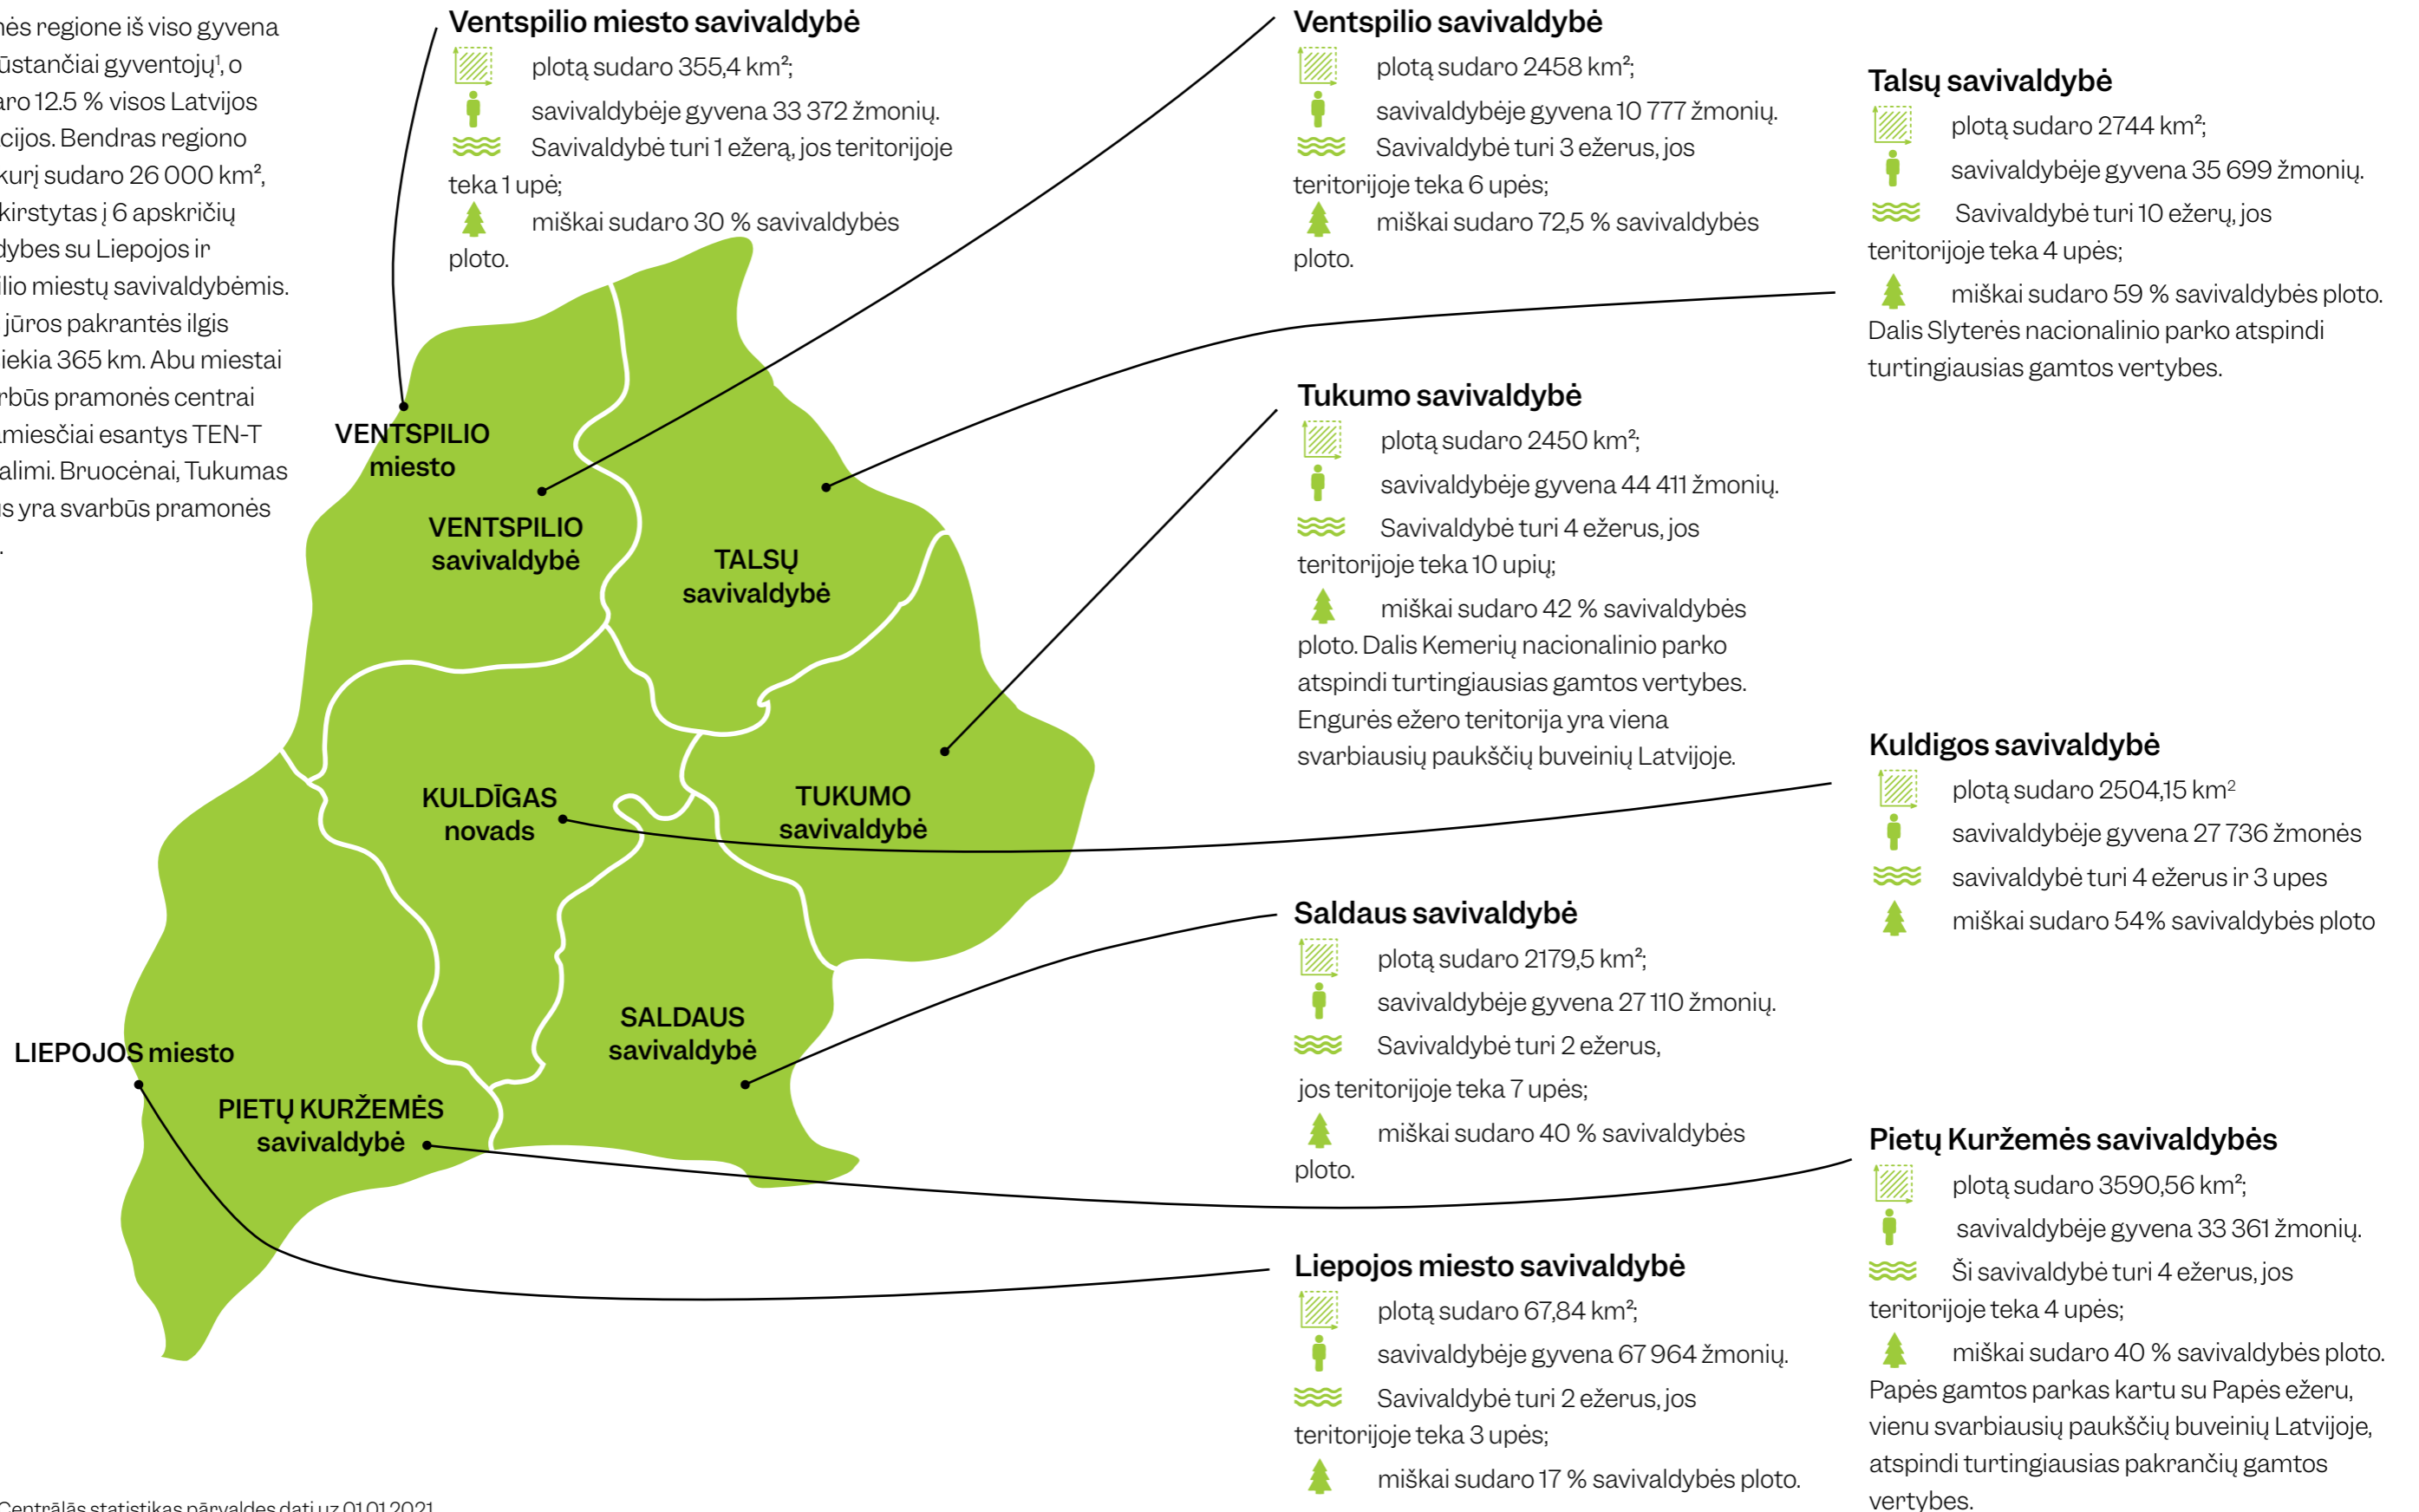 regione iš viso gyvena
gyventojų¹, o
12.5 % visos Latvijos
Bendras regiono
kurį sudaro 26 000 km²,
į 6 apskričių
su Liepojos ir
miestų savivaldybėmis.
jūros pakrantės ilgis
365 km. Abu miestai
pramonės centrai
esantys TEN-T
Bruocėnai, Tukumas
yra svarbūs pramonės
.
Ventspilio miesto savivaldybė
plotą sudaro 355,4 km²;
savivaldybėje gyvena 33 372 žmonių.
Savivaldybė turi 1 ežerą, jos teritorijoje
teka 1 upė;
miškai sudaro 30 % savivaldybės
ploto.
Ventspilio savivaldybė
plotą sudaro 2458 km²;
savivaldybėje gyvena 10 777 žmonių.
Savivaldybė turi 3 ežerus, jos
teritorijoje teka 6 upės;
miškai sudaro 72,5 % savivaldybės
ploto.
Talsų savivaldybė
plotą sudaro 2744 km²;
savivaldybėje gyvena 35 699 žmonių.
Savivaldybė turi 10 ežerų, jos
teritorijoje teka 4 upės;
miškai sudaro 59 % savivaldybės ploto.
Dalis Slyterės nacionalinio parko atspindi
turtingiausias gamtos vertybes.
Tukumo savivaldybė
plotą sudaro 2450 km²;
savivaldybėje gyvena 44 411 žmonių.
Savivaldybė turi 4 ežerus, jos
teritorijoje teka 10 upių;
miškai sudaro 42 % savivaldybės
ploto. Dalis Kemerių nacionalinio parko
atspindi turtingiausias gamtos vertybes.
Engurės ežero teritorija yra viena
svarbiausių paukščių buveinių Latvijoje.
Kuldigos savivaldybė
plotą sudaro 2504,15 km²
savivaldybėje gyvena 27 736 žmonės
savivaldybė turi 4 ežerus ir 3 upes
miškai sudaro 54% savivaldybės ploto
Saldaus savivaldybė
plotą sudaro 2179,5 km²;
savivaldybėje gyvena 27 110 žmonių.
Savivaldybė turi 2 ežerus,
jos teritorijoje teka 7 upės;
miškai sudaro 40 % savivaldybės
ploto.
Pietų Kuržemės savivaldybės
plotą sudaro 3590,56 km²;
savivaldybėje gyvena 33 361 žmonių.
Ši savivaldybė turi 4 ežerus, jos
teritorijoje teka 4 upės;
miškai sudaro 40 % savivaldybės ploto.
Papės gamtos parkas kartu su Papės ežeru,
vienu svarbiausių paukščių buveinių Latvijoje,
atspindi turtingiausias pakrančių gamtos
vertybes.
Liepojos miesto savivaldybė
plotą sudaro 67,84 km²;
savivaldybėje gyvena 67 964 žmonių.
Savivaldybė turi 2 ežerus, jos
teritorijoje teka 3 upės;
miškai sudaro 17 % savivaldybės ploto.
VENTSPILIO
miesto
VENTSPILIO
savivaldybė
TALSŲ
savivaldybė
KULDĪGAS
novads
TUKUMO
savivaldybė
SALDAUS
savivaldybė
LIEPOJOS miesto
PIETŲ KURŽEMĖS
savivaldybė
Centrālās statistikas pārvaldes dati uz 01.01.2021